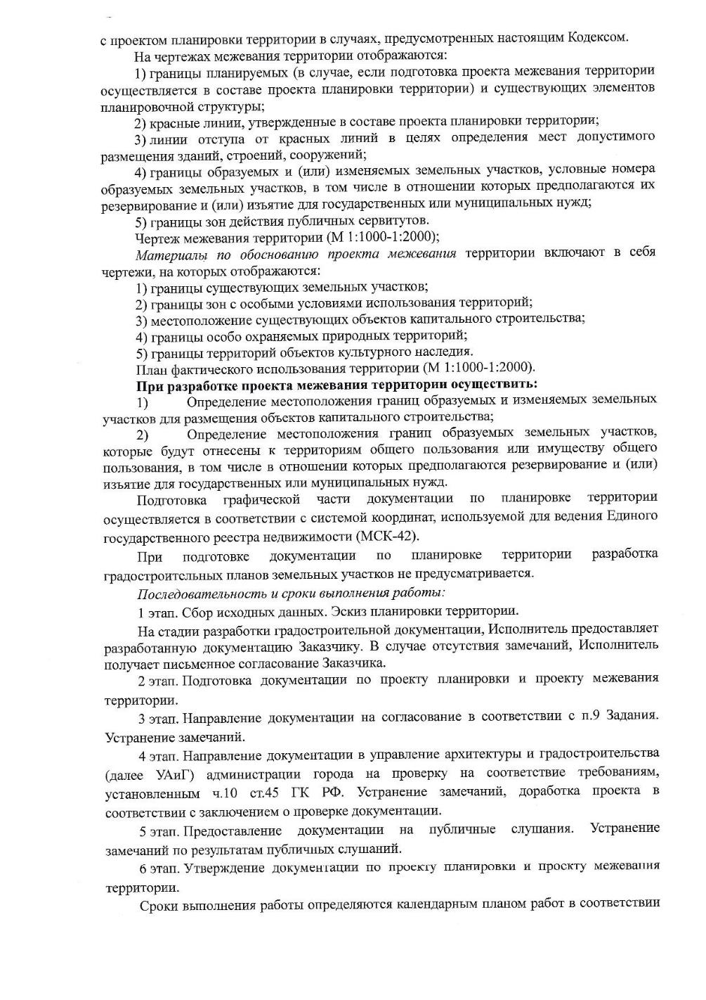 с проектом планировки территории в случаях, предусмотренных настоящим Кодексом.
На чертежах межевания территории отображаются:
1) границы планируемых (в случае, если подготовка проекта межевания территории
осуществляется в составе проекта планировки территории) и существующих элементов
планировочной структуры;
2) красные линии, утвержденные в составе проекта планировки территории;
3) линии отступа от красных линий в целях определения мест допустимого
размещения зданий, строений, сооружений;
4) границы образуемых и (или) изменяемых земельных участков, условные номера
образуемых земельных участков, в том числе в отношении которых предполагаются их
резервирование и (или) изъятие для государственных или муниципальных нужд;
5) границы зон действия публичных сервитутов.
Чертеж межевания территории (М 1:1000-1:2000);
Материалы по обоснованию проекта межевания территории включают в себя
чертежи, на которых отображаются:
1) границы существующих земельных участков;
2) границы зон с особыми условиями использования территорий;
3) местоположение существующих объектов капитального строительства;
4) границы особо охраняемых природных территорий;
5) границы территорий объектов культурного наследия.
План фактического использования территории (М 1:1000-1:2000).
При разработке проекта межевания территории осуществить:
1) Определение местоположения границ образуемых и изменяемых земельных
участков для размещения объектов капитального строительства;
2) Определение местоположения границ образуемых земельных участков,
которые будут отнесены к территориям общего пользования или имуществу общего
пользования, в том числе в отношении которых предполагаются резервирование и (или)
изъятие для государственных или муниципальных нужд.
Подготовка графической части документации по планировке территории
осуществляется в соответствии с системой координат, используемой для ведения Единого
государственного реестра недвижимости (МСК-42).
При подготовке документации по планировке территории разработка
градостроительных планов земельных участков не предусматривается.
Последовательность и сроки выполнения работы:
1 этап. Сбор исходных данных. Эскиз планировки территории.
На стадии разработки градостроительной документации, Исполнитель предоставляет
разработанную документацию Заказчику. В случае отсутствия замечаний, Исполнитель
получает письменное согласование Заказчика.
2 этап. Подготовка документации по проекту планировки и проекту межевания
территории.
3 этап. Направление документации на согласование в соответствии с п.9 Задания.
Устранение замечаний.
4 этап. Направление документации в управление архитектуры и градостроительства
(далее УАиГ) администрации города на проверку на соответствие требованиям,
установленным ч.10 ст.45 ГК РФ. Устранение замечаний, доработка проекта в
соответствии с заключением о проверке документации.
5 этап. Предоставление документации на публичные слушания. Устранение
замечаний по результатам публичных слушаний.
6 этап. Утверждение документации по проекту планировки и проекту межевания
территории.
Сроки выполнения работы определяются календарным планом работ в соответствии